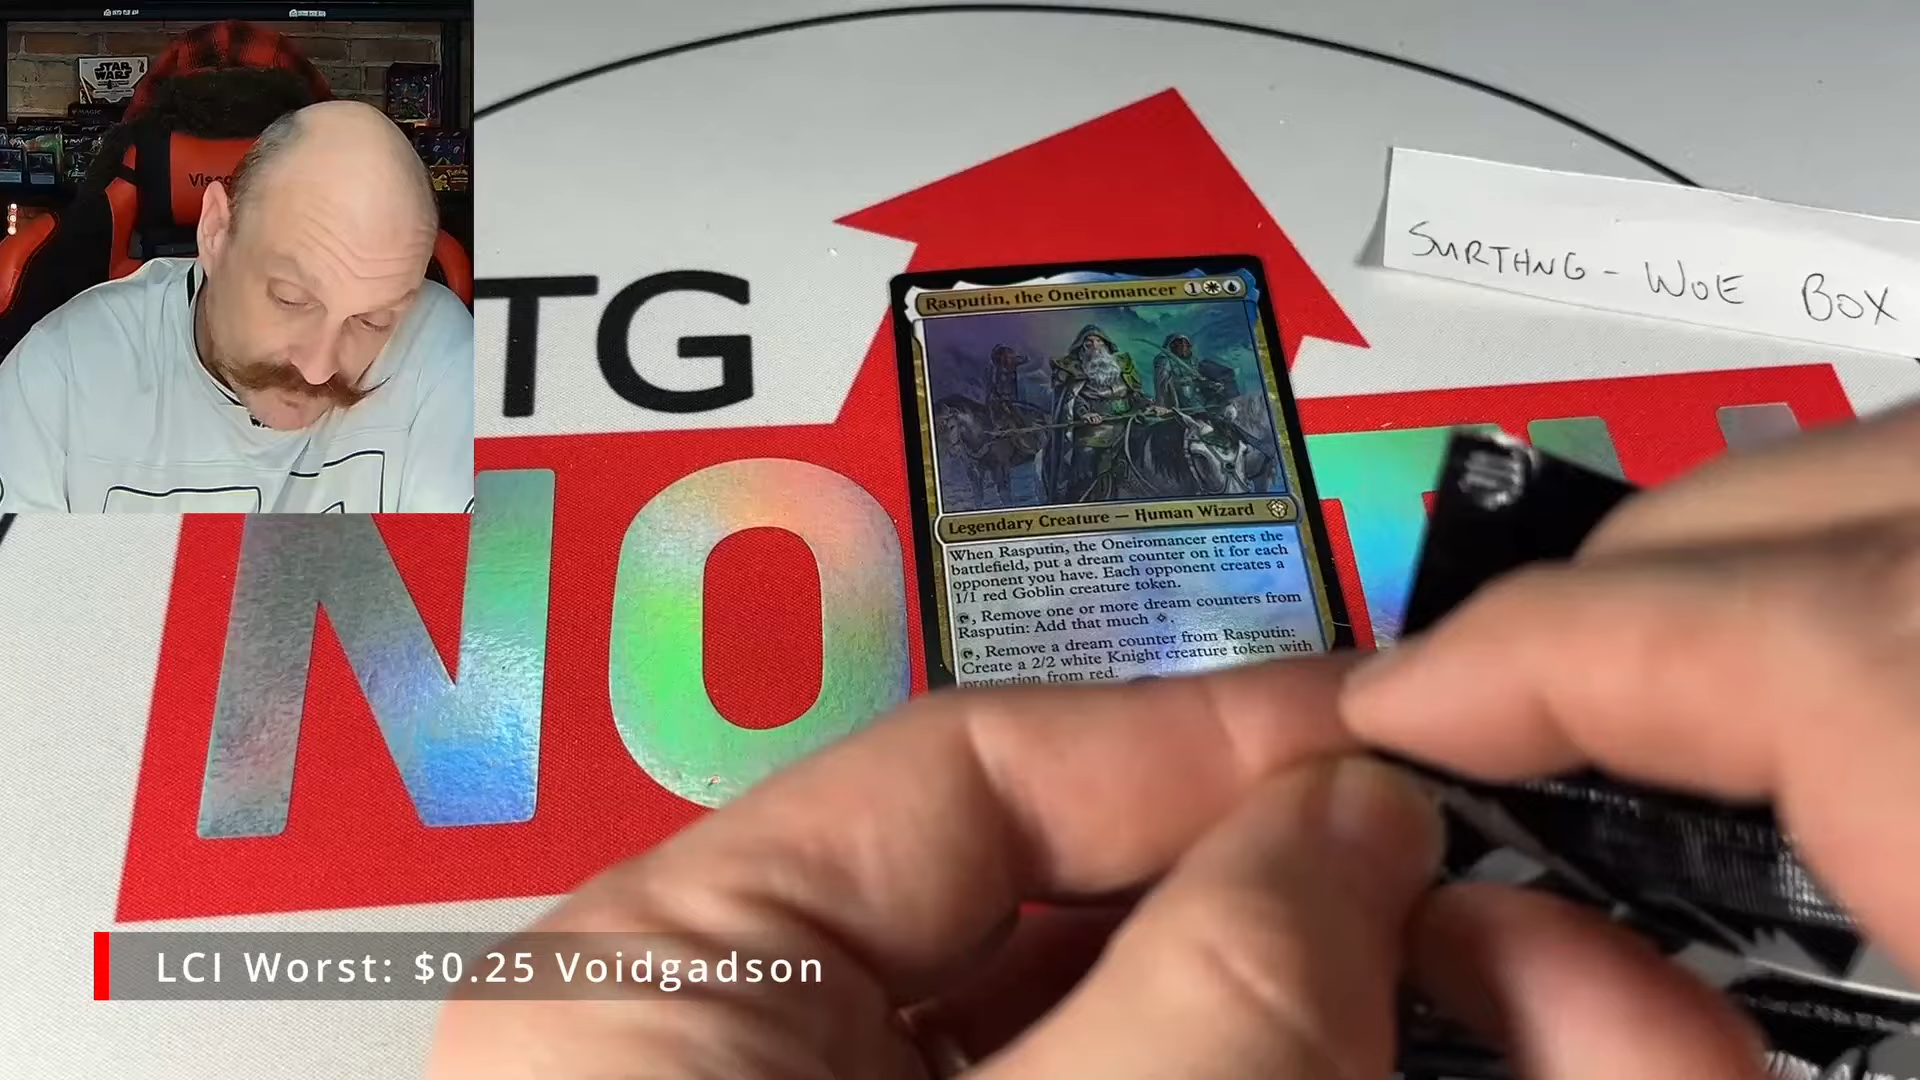 STAR
WARS
SURTHNG - WOE BOX
TG
NO
Rasputin, the Oneiromancer 1
Legendary Creature — Human Wizard
When Rasputin, the Oneiromancer enters the
battlefield, put a dream counter on it for each
opponent you have. Each opponent creates a
1/1 red Goblin creature token.
, Remove one or more dream counters from
Rasputin: Add that much
, Remove a dream counter from Rasputin:
Create a 2/2 white Knight creature token with
protection from red.
LCI Worst: $0.25 Voidgadson